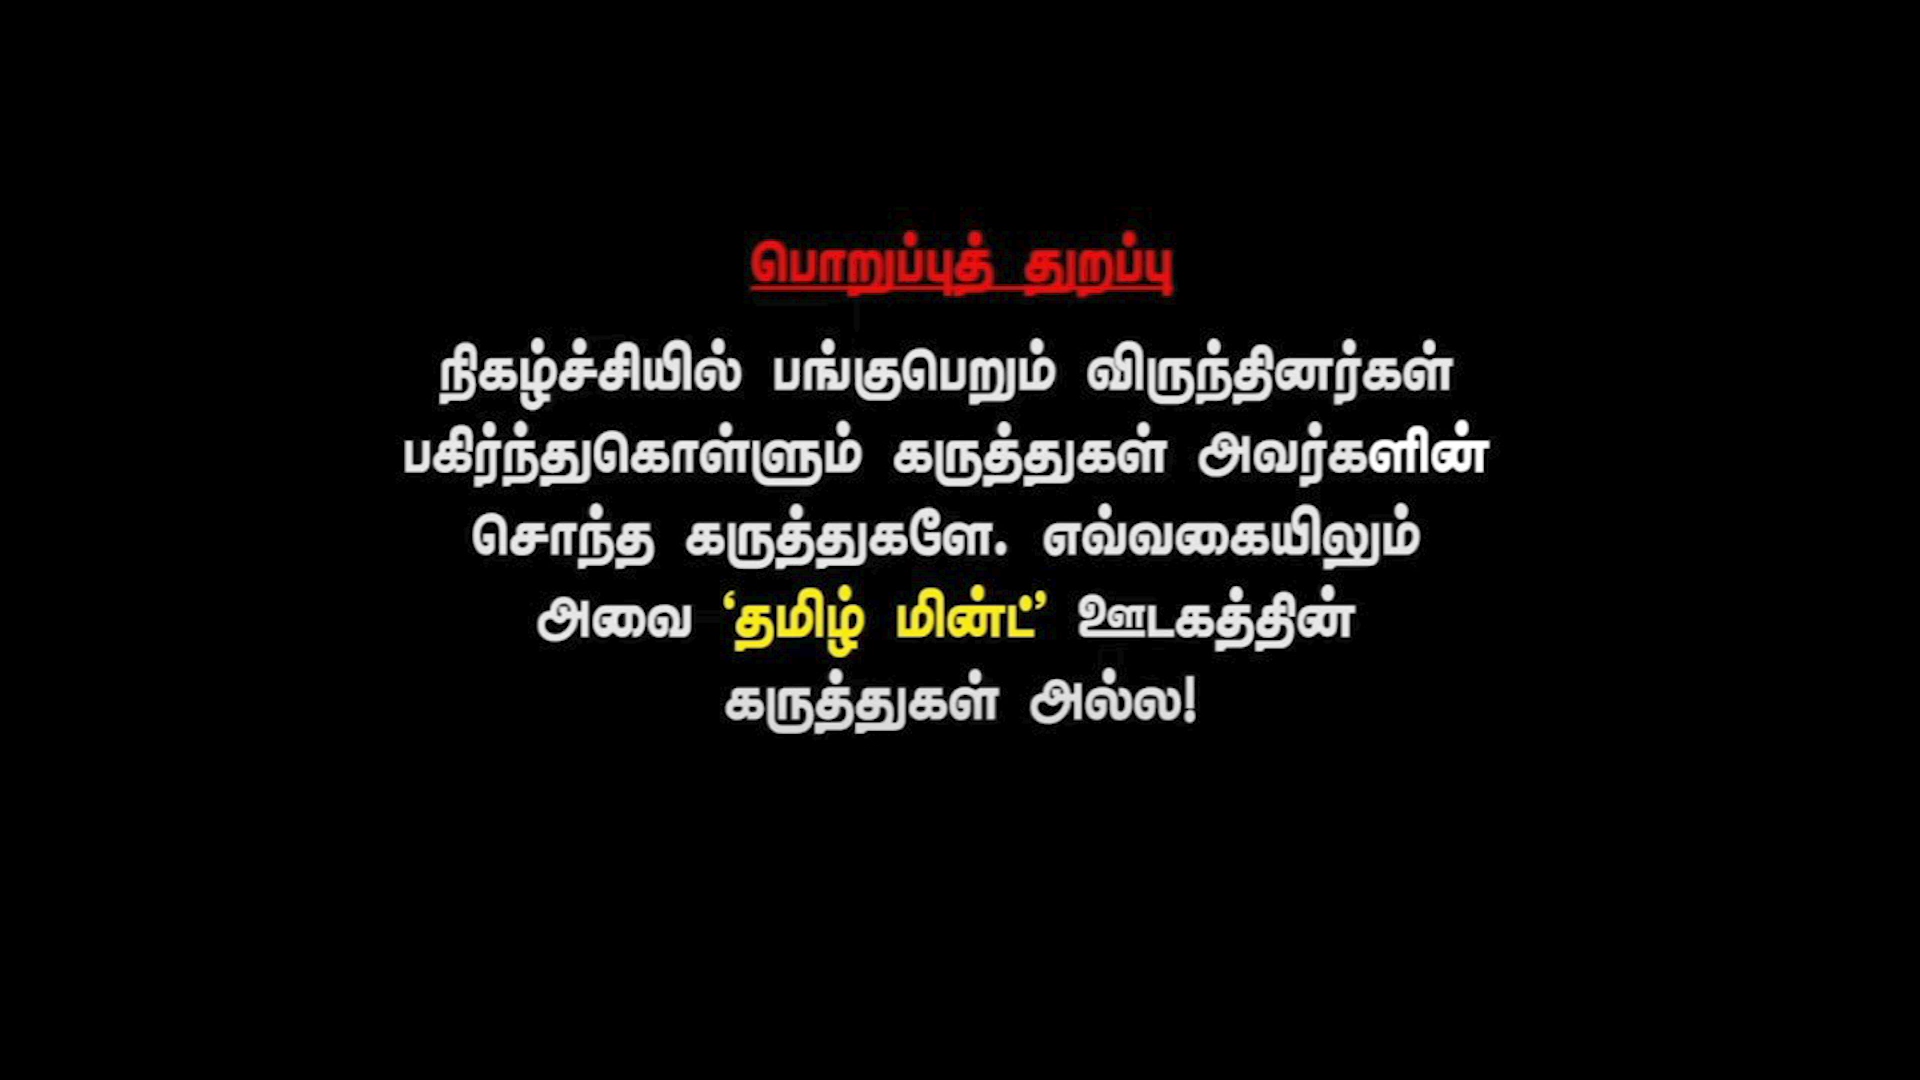 பொறுப்புத் துறப்பு
நிகழ்ச்சியில் பங்குபெறும் விருந்தினர்கள்
பகிர்ந்துகொள்ளும் கருத்துகள் அவர்களின்
சொந்த கருத்துகளே. எவ்வகையிலும்
அவை ‘தமிழ் மின்ட்’ ஊடகத்தின்
கருத்துகள் அல்ல!